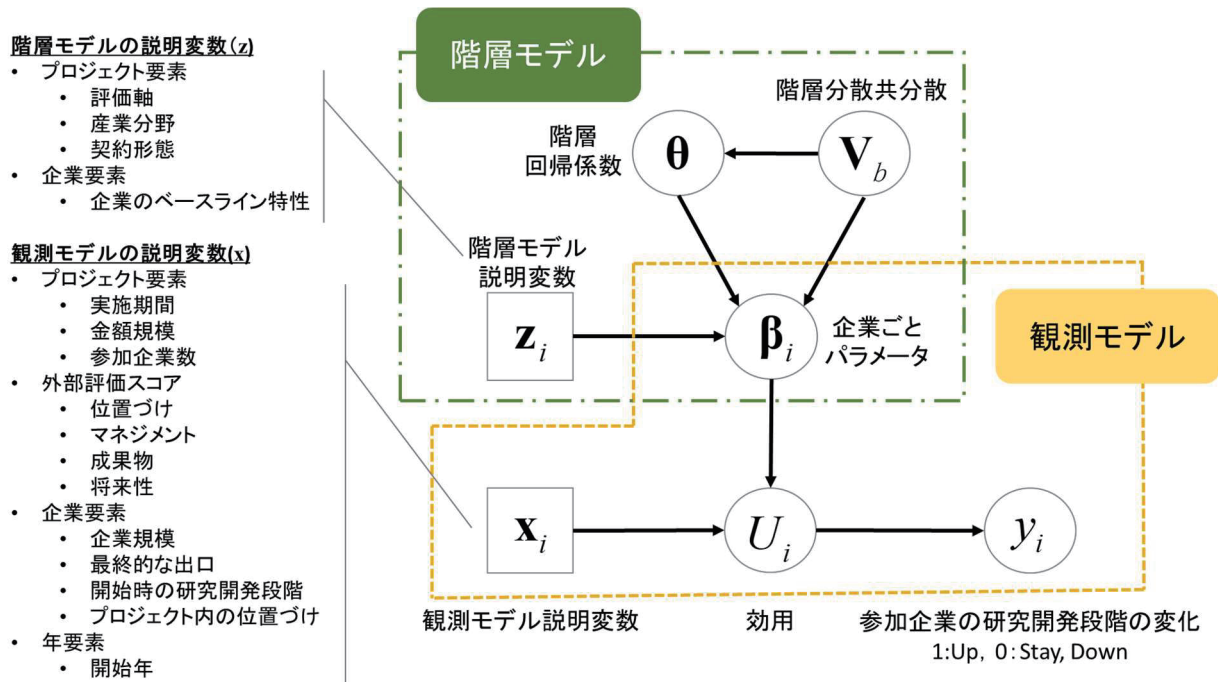 階層モデルの説明変数(z)
• プロジェクト要素
• 評価軸
• 産業分野
• 契約形態
• 企業要素
• 企業のベースライン特性
観測モデルの説明変数(x)
• プロジェクト要素
• 実施期間
• 金額規模
• 参加企業数
• 外部評価スコア
• 位置づけ
• マネジメント
• 成果物
• 将来性
• 企業要素
• 企業規模
• 最終的な出口
• 開始時の研究開発段階
• プロジェクト内の位置づけ
• 年要素
• 開始年
階層モデル
階層分散共分散
階層
回帰係数
θ
V_b
階層モデル
説明変数
z_i
β_i
企業ごと
パラメータ
観測モデル
x_i
U_i
y_i
観測モデル説明変数
効用
参加企業の研究開発段階の変化
1:Up, 0:Stay, Down